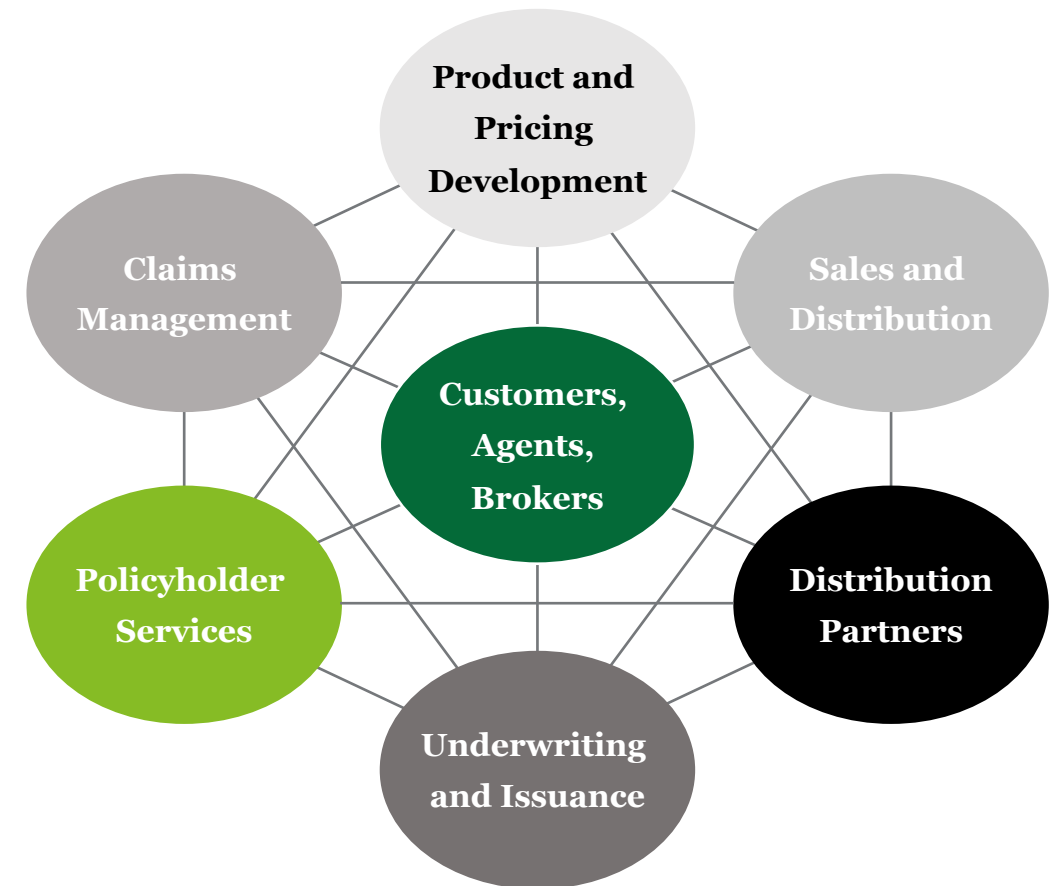 Product and
Pricing
Development
Claims
Management
Sales and
Distribution
Customers,
Agents,
Brokers
Policyholder
Services
Distribution
Partners
Underwriting
and Issuance